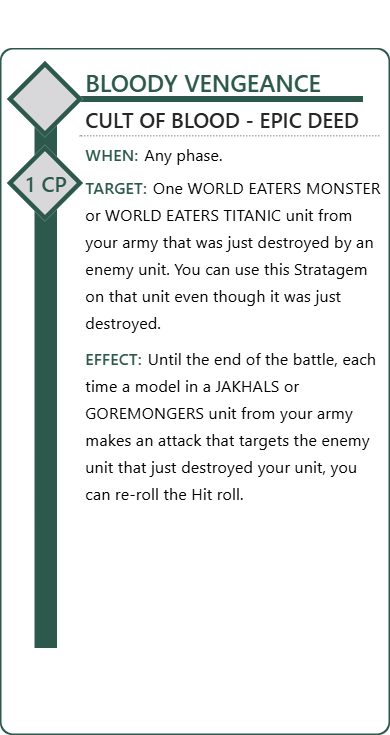 BLOODY VENGEANCE
CULT OF BLOOD - EPIC DEED
WHEN: Any phase.
1 CP
TARGET: One WORLD EATERS MONSTER
or WORLD EATERS TITANIC unit from
your army that was just destroyed by an
enemy unit. You can use this Stratagem
on that unit even though it was just
destroyed.
EFFECT: Until the end of the battle, each
time a model in a JAKHALS or
GOREMONGERS unit from your army
makes an attack that targets the enemy
unit that just destroyed your unit, you
can re-roll the Hit roll.